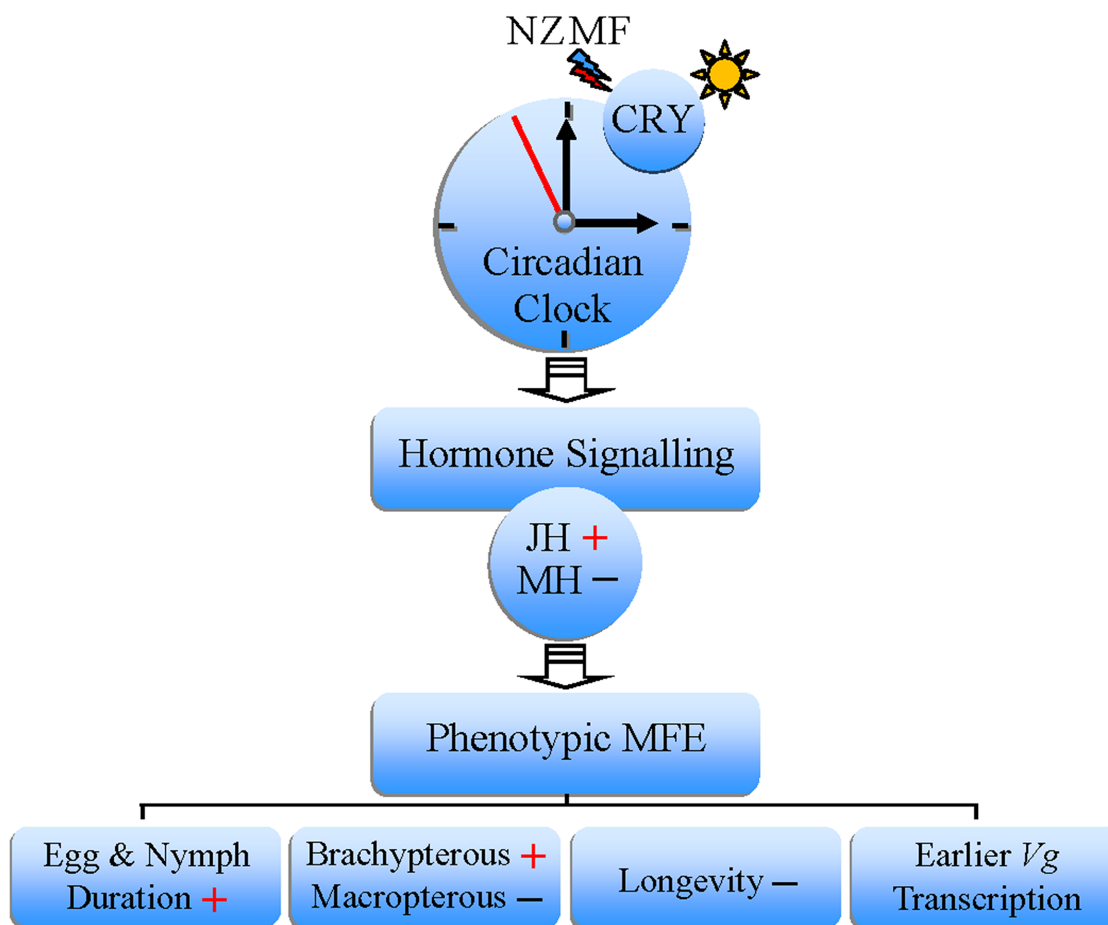 NZMF
CRY
Circadian
Clock
Hormone Signalling
JH +
MH −
Phenotypic MFE
Egg & Nymph
Duration +
Brachypterous +
Macropterous −
Longevity −
Earlier Vg
Transcription